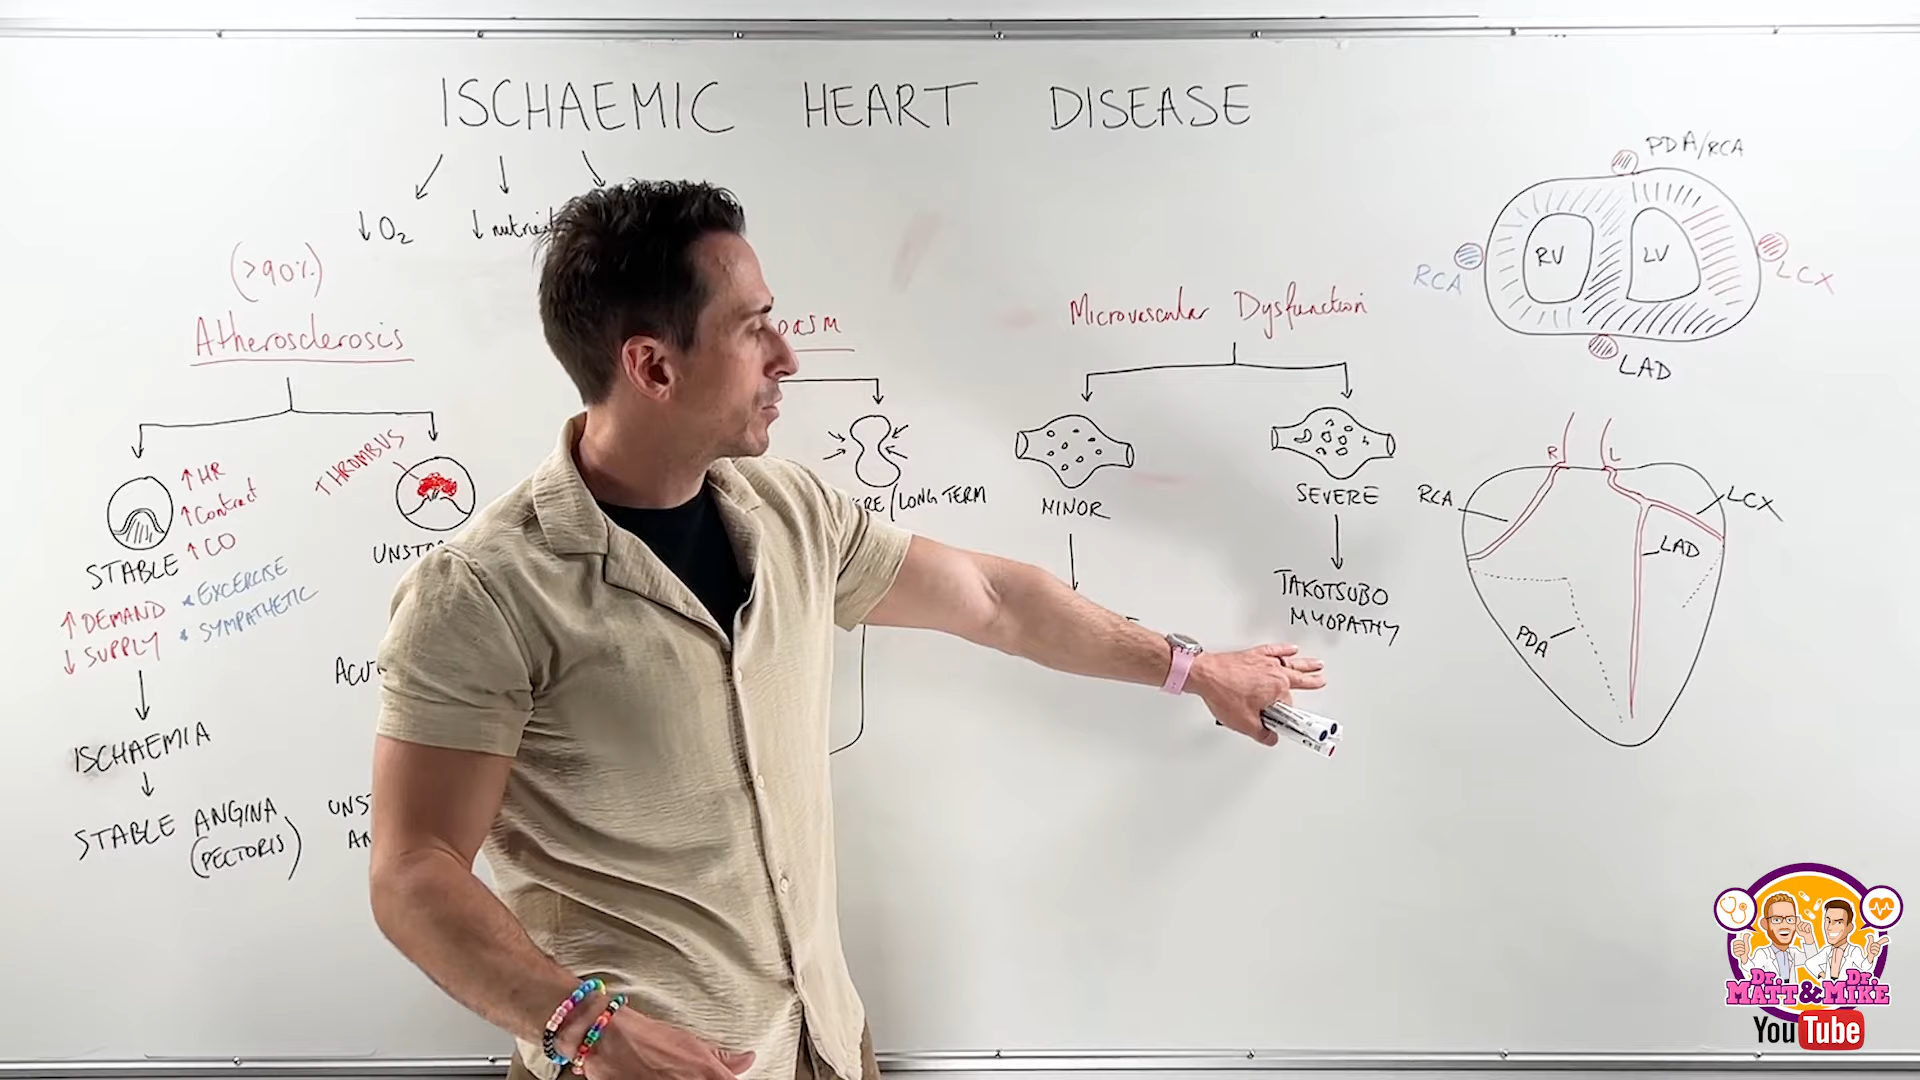 ISCHAEMIC HEART DISEASE
↓ O2
↓
(>90%)
Atherosclerosis
THROMBUS
↑ HR
↑ Contract
↑ CO
STABLE
↑ DEMAND
↓ SUPPLY
* EXCERCISE
* SYMPATHETIC
ISCHAEMIA
STABLE ANGINA
(PECTORIS)
/LONG TERM
Microvascular Dysfunction
MINOR
SEVERE
TAKOTSUBO
MYOPATHY
PDA/RCA
RV
LV
RCA
LCX
LAD
R
L
RCA
LCX
LAD
PDA
Dr. Dr.
MATT & MIKE
YouTube